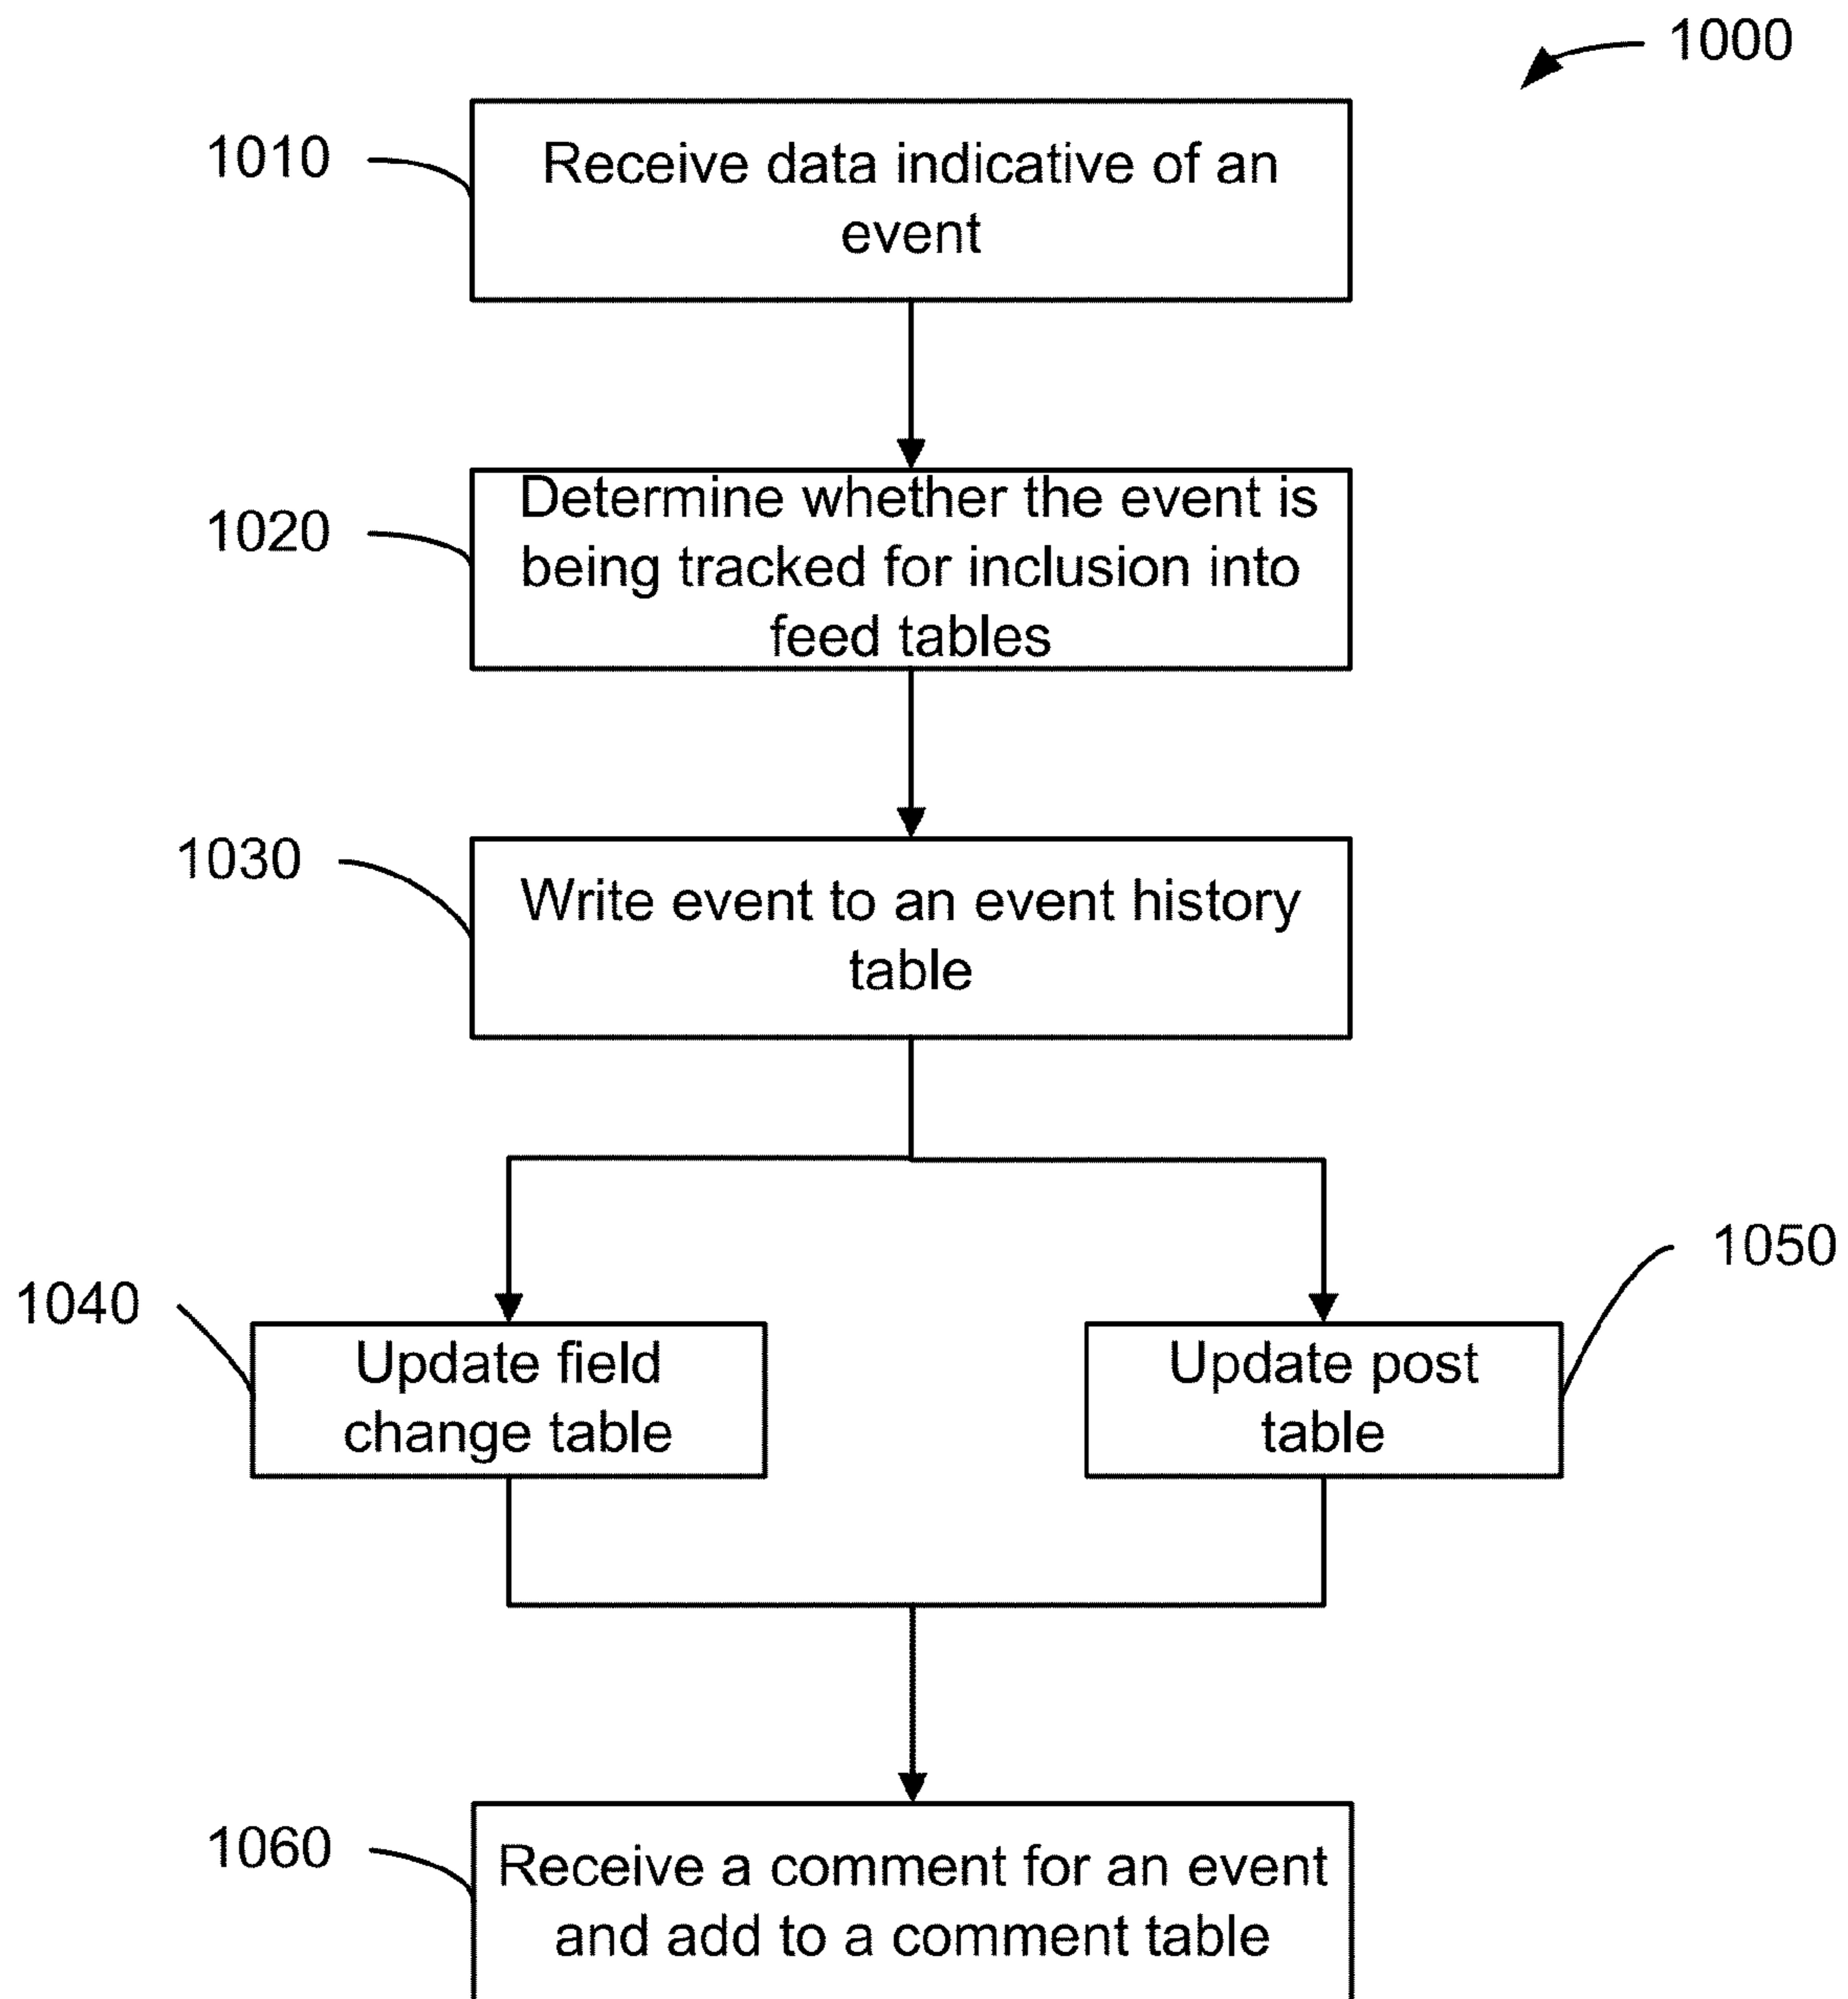 1000
1010
Receive data indicative of an
event
1020
Determine whether the event is
being tracked for inclusion into
feed tables
1030
Write event to an event history
table
1040
Update field
change table
1050
Update post
table
1060
Receive a comment for an event
and add to a comment table